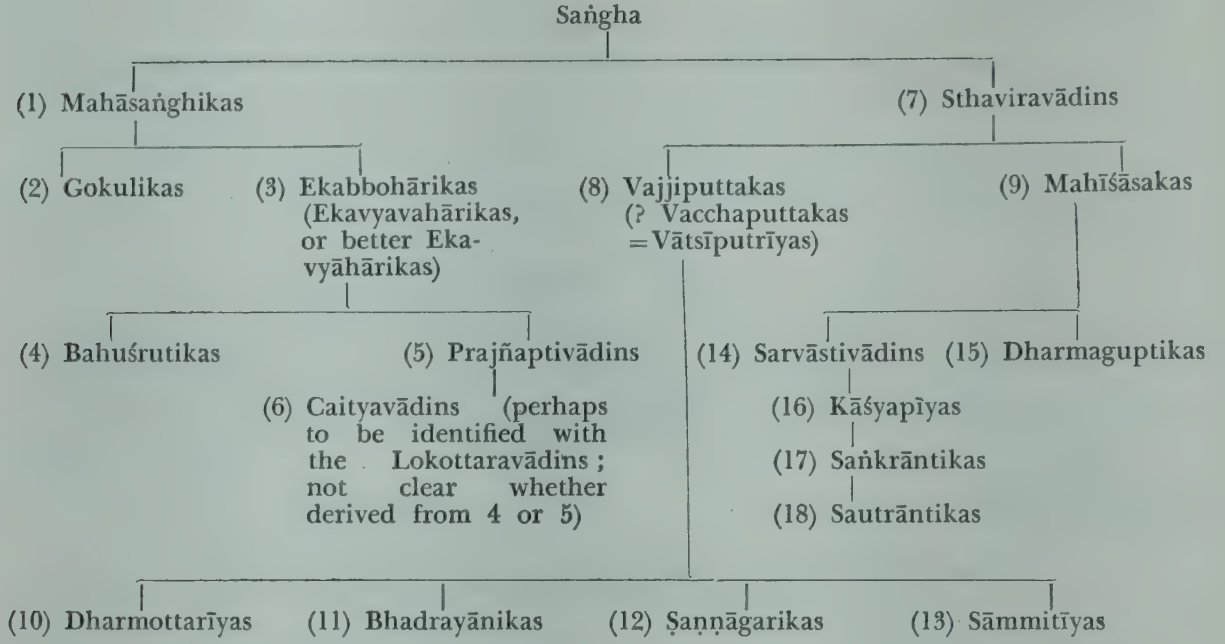 Saṅgha
(1) Mahāsaṅghikas
(7) Sthaviravādins
(2) Gokulikas
(3) Ekabbohārikas
(Ekavyavahārikas,
or better Eka-
vyāhārikas)
(8) Vajjiputtakas
(? Vacchaputtakas
=Vātsīputrīyas)
(9) Mahīśāsakas
(4) Bahuśrutikas
(5) Prajñaptivādins
(14) Sarvāstivādins
(15) Dharmaguptikas
(6) Caityavādins (perhaps
to be identified with
the Lokottaravādins ;
not clear whether
derived from 4 or 5)
(16) Kāśyapīyas
(17) Saṅkrāntikas
(18) Sautrāntikas
(10) Dharmottarīyas
(11) Bhadrayānikas
(12) Ṣaṇṇāgarikas
(13) Sāmmitīyas